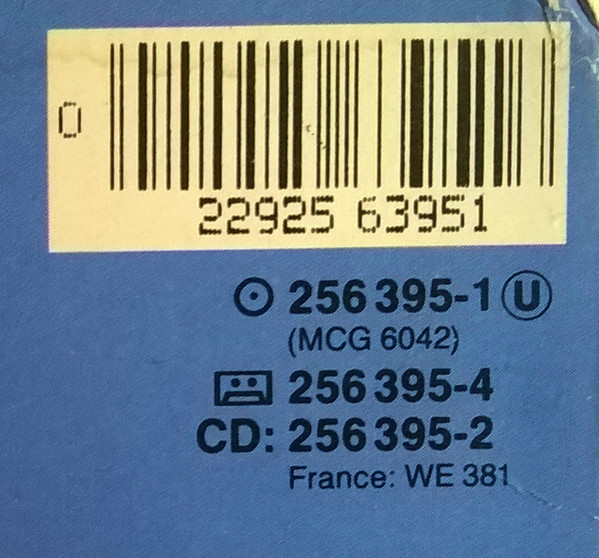 0
22925 63951
256 395-1 U
(MCG 6042)
256 395-4
CD: 256 395-2
France: WE 381